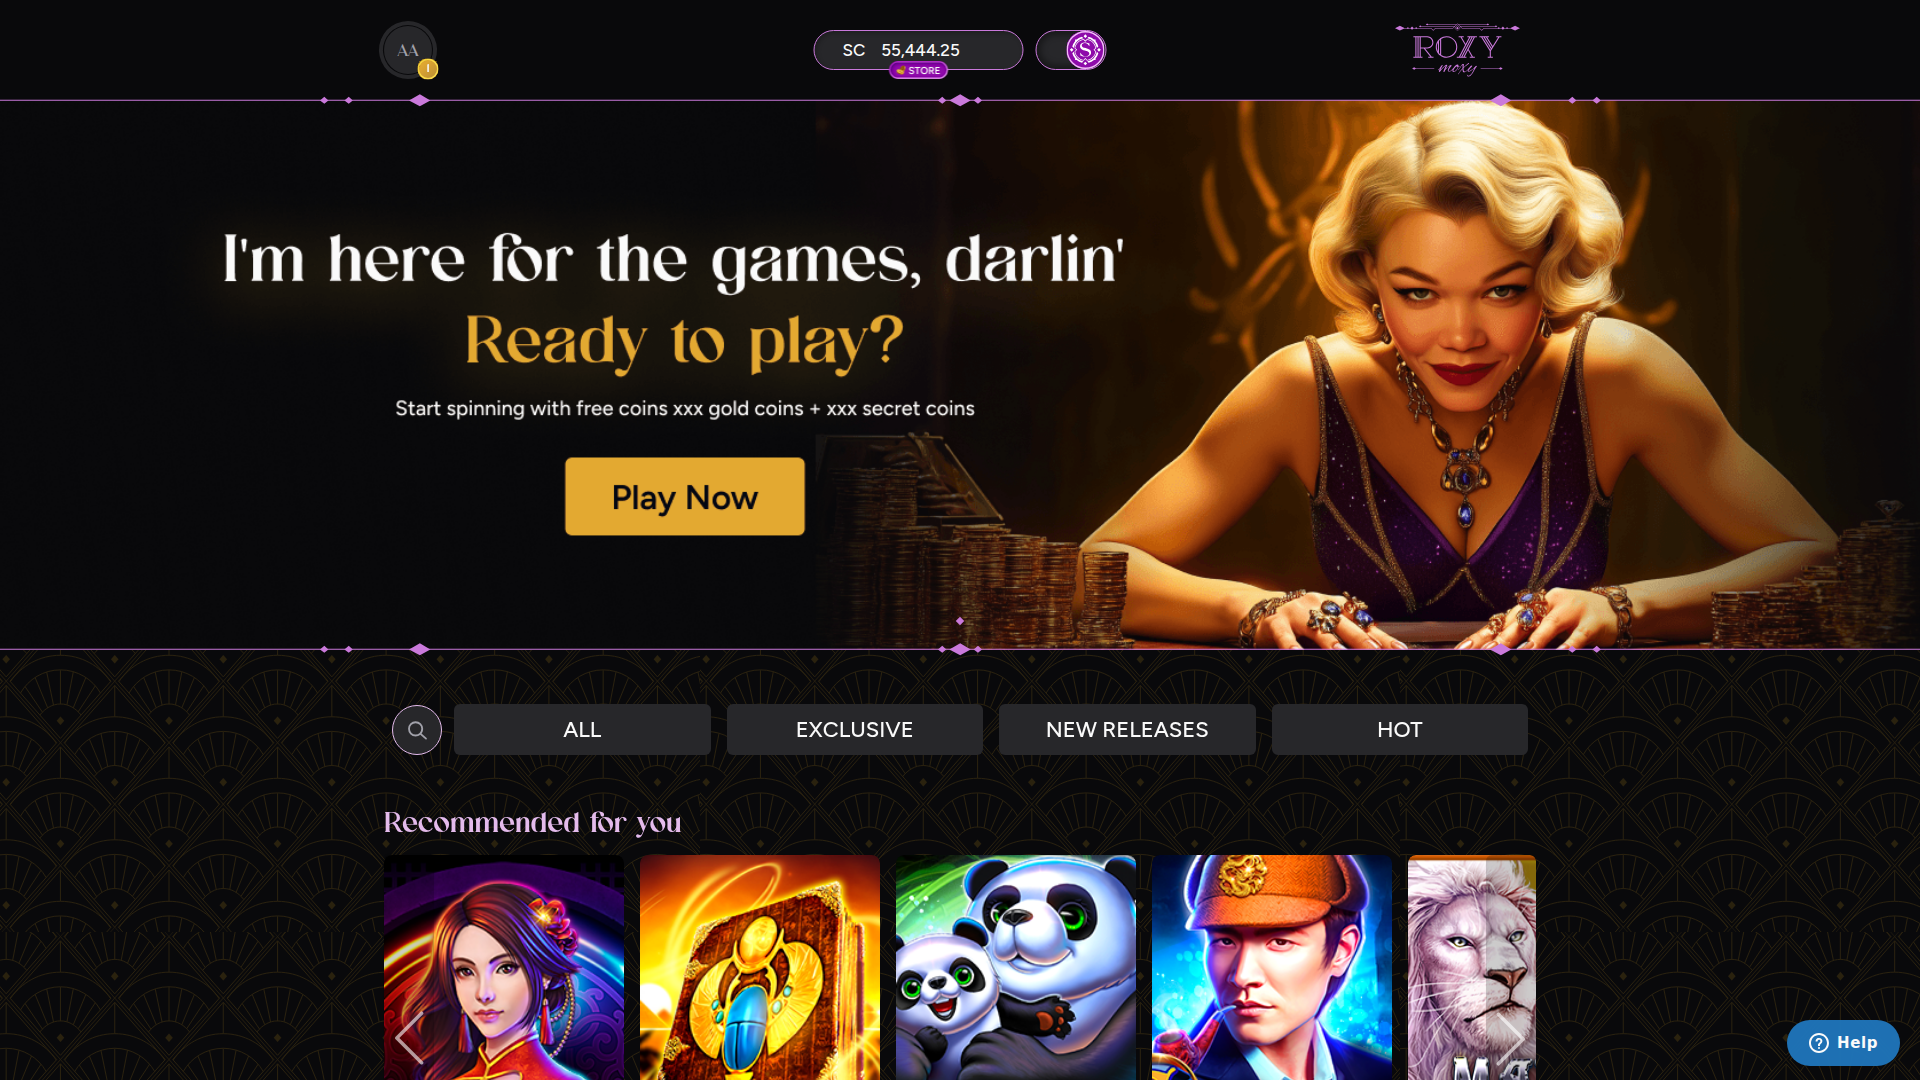 AA
I
SC 55,444.25
STORE
S
ROXY
moxy
I'm here for the games, darlin'
Ready to play?
Start spinning with free coins xxx gold coins + xxx secret coins
Play Now
ALL
EXCLUSIVE
NEW RELEASES
HOT
Recommended for you
Help